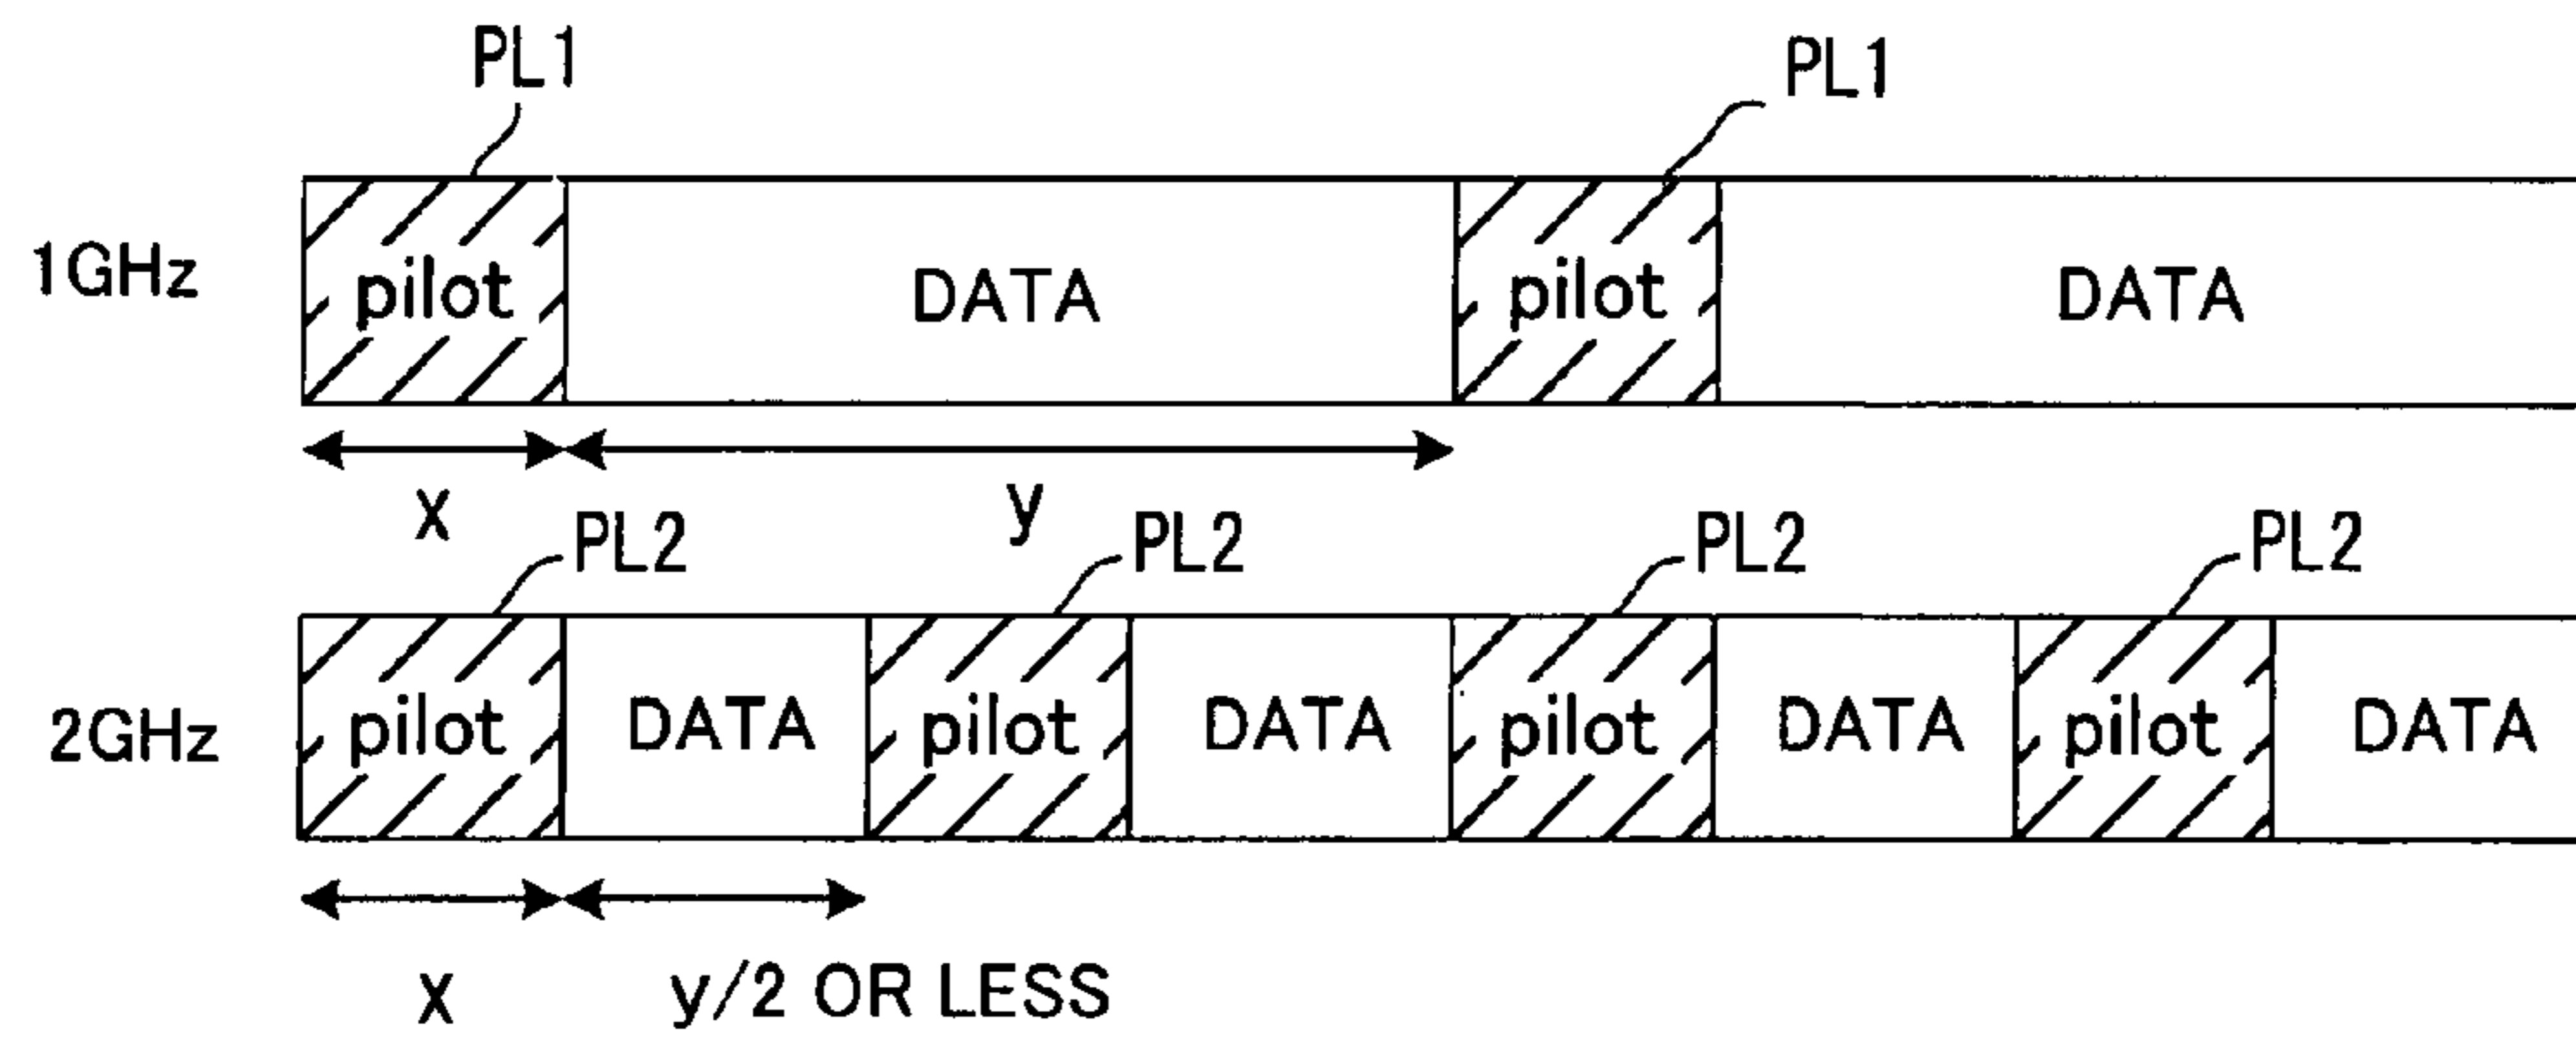 PL1 PL1
1GHz pilot DATA pilot DATA
x y
PL2 PL2 PL2 PL2
2GHz pilot DATA pilot DATA pilot DATA pilot DATA
x y/2 OR LESS